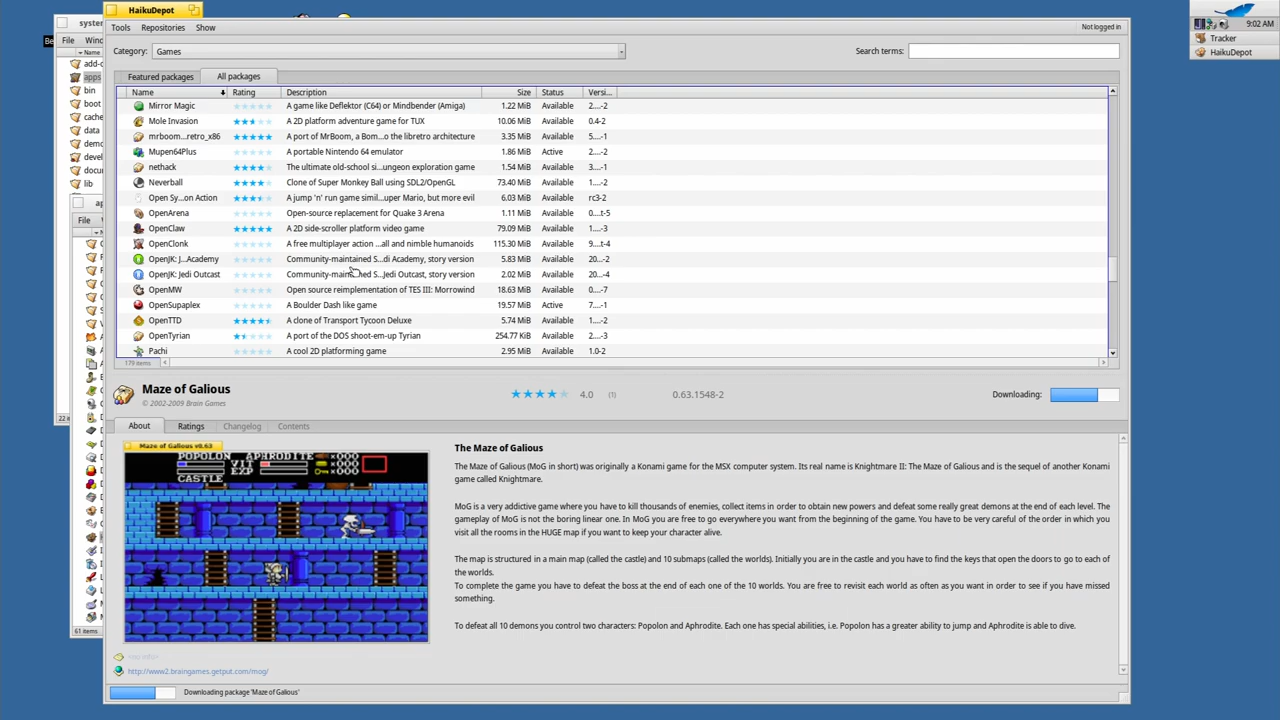 HaikuDepot
system
File Wind
Name
add-o
apps
bin
boot
cache
data
demo
devel
docu
lib
ap
File
22 it
61 items
9:02 AM
Tracker
HaikuDepot
Tools Repositories Show Not logged in
Category: Games Search terms:
Featured packages All packages
Name Rating Description Size Status Versi...
Mirror Magic A game like Deflektor (C64) or Mindbender (Amiga) 1.22 MiB Available 2...-2
Mole Invasion A 2D platform adventure game for TUX 10.06 MiB Available 0.4-2
mrboom...retro_x86 A port of MrBoom, a Bom...o the libretro architecture 3.35 MiB Available 5....-1
Mupen64Plus A portable Nintendo 64 emulator 1.86 MiB Active 2...-2
nethack The ultimate old-school si...ungeon exploration game 1.54 MiB Available 3....-1
Neverball Clone of Super Monkey Ball using SDL2/OpenGL 73.40 MiB Available 1....-2
Open Sy...on Action A jump 'n' run game simil...uper Mario, but more evil 6.03 MiB Available rc3-2
OpenArena Open-source replacement for Quake 3 Arena 1.11 MiB Available 0....t-5
OpenClaw A 2D side-scroller platform video game 79.09 MiB Available 1....-3
OpenClonk A free multiplayer action ...all and nimble humanoids 115.30 MiB Available 9....t-4
OpenJK: J...Academy Community-maintained S...di Academy, story version 5.83 MiB Available 20...-2
OpenJK: Jedi Outcast Community-maintained S...Jedi Outcast, story version 2.02 MiB Available 20...-4
OpenMW Open source reimplementation of TES III: Morrowind 18.63 MiB Available 0....-7
OpenSupaplex A Boulder Dash like game 19.57 MiB Active 7....-1
OpenTTD A clone of Transport Tycoon Deluxe 5.74 MiB Available 1....-2
OpenTyrian A port of the DOS shoot-em-up Tyrian 254.77 KiB Available 2....-3
Pachi A cool 2D platforming game 2.95 MiB Available 1.0-2
179 items
Maze of Galious
© 2002-2009 Brain Games
4.0 (1) 0.63.1548-2 Downloading:
About Ratings Changelog Contents
Maze of Galious v0.63
POPOLON APHRODITE ×000
VIT ×000
EXP ×000
CASTLE
The Maze of Galious
The Maze of Galious (MoG in short) was originally a Konami game for the MSX computer system. Its real name is Knightmare II: The Maze of Galious and is the sequel of another Konami
game called Knightmare.
MoG is a very addictive game where you have to kill thousands of enemies, collect items in order to obtain new powers and defeat some really great demons at the end of each level. The
gameplay of MoG is not the boring linear one. In MoG you are free to go everywhere you want from the beginning of the game. You have to be very careful of the order in which you
visit all the rooms in the HUGE map if you want to keep your character alive.
The map is structured in a main map (called the castle) and 10 submaps (called the worlds). Initially you are in the castle and you have to find the keys that open the doors to go to each of
the worlds.
To complete the game you have to defeat the boss at the end of each one of the 10 worlds. You are free to revisit each world as often as you want in order to see if you have missed
something.
To defeat all 10 demons you control two characters: Popolon and Aphrodite. Each one has special abilities, i.e. Popolon has a greater ability to jump and Aphrodite is able to dive.
http://www2.braingames.getput.com/mog/
Downloading package 'Maze of Galious'